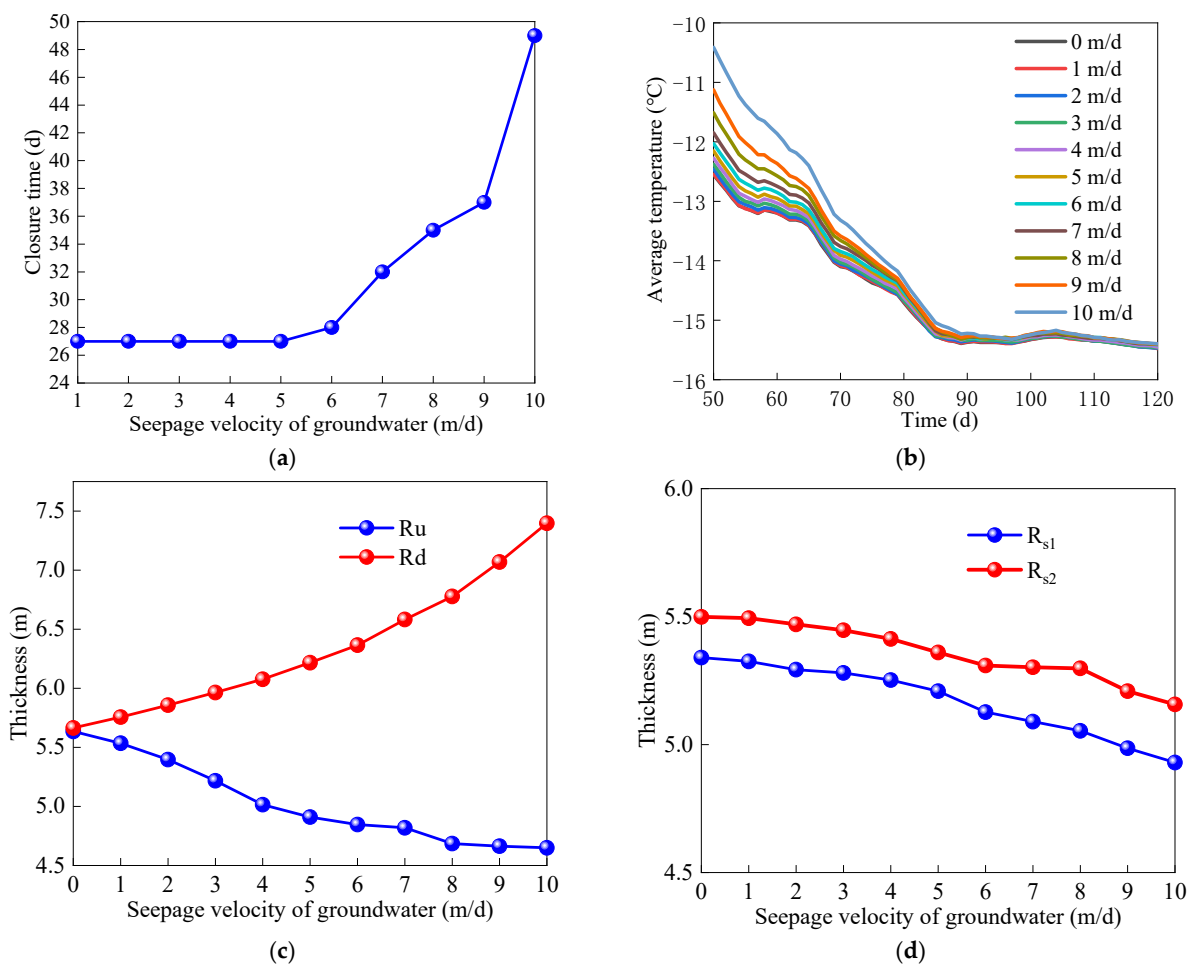 50
48
46
44
42
40
38
36
34
32
30
28
26
24
Closure time (d)
1 2 3 4 5 6 7 8 9 10
Seepage velocity of groundwater (m/d)
(a)
−10
−11
−12
−13
−14
−15
−16
Average temperature (℃)
0 m/d
1 m/d
2 m/d
3 m/d
4 m/d
5 m/d
6 m/d
7 m/d
8 m/d
9 m/d
10 m/d
50 60 70 80 90 100 110 120
Time (d)
(b)
7.5
7.0
6.5
6.0
5.5
5.0
4.5
Thickness (m)
Ru
Rd
0 1 2 3 4 5 6 7 8 9 10
Seepage velocity of groundwater (m/d)
(c)
6.0
5.5
5.0
4.5
Thickness (m)
Rs1
Rs2
0 1 2 3 4 5 6 7 8 9 10
Seepage velocity of groundwater (m/d)
(d)